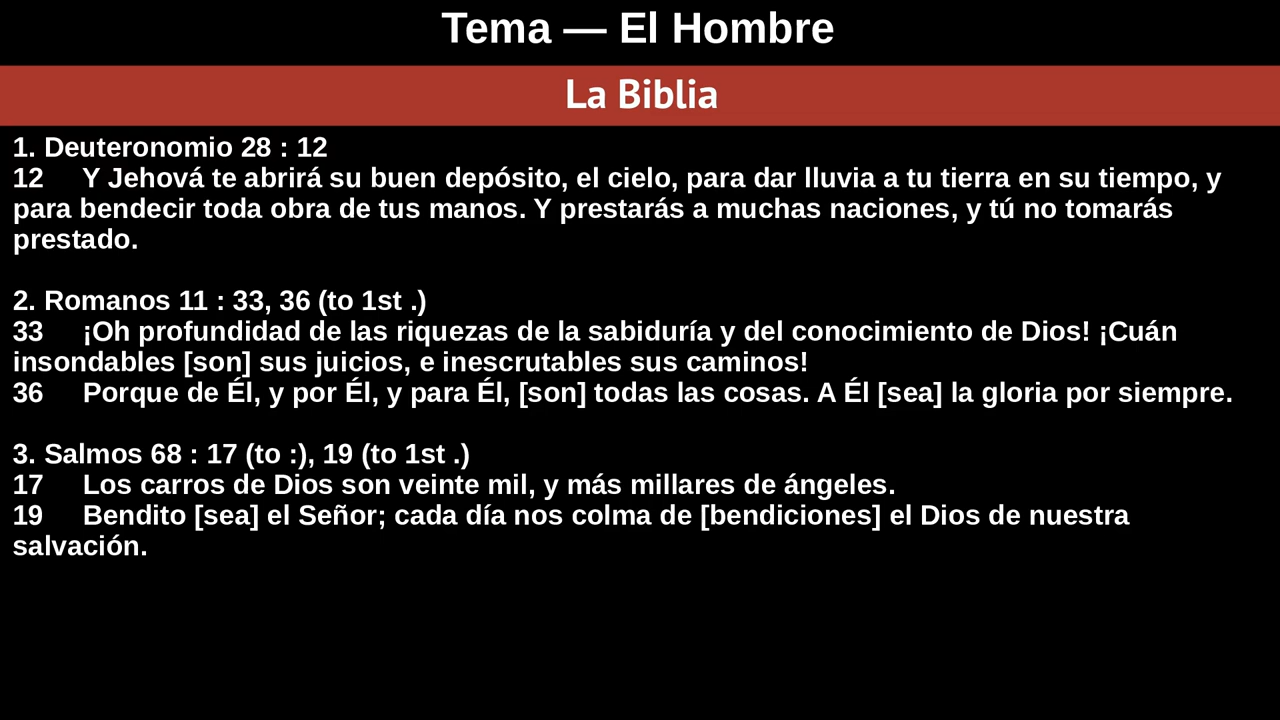 Tema — El Hombre
La Biblia
1. Deuteronomio 28 : 12
12 Y Jehová te abrirá su buen depósito, el cielo, para dar lluvia a tu tierra en su tiempo, y
para bendecir toda obra de tus manos. Y prestarás a muchas naciones, y tú no tomarás
prestado.
2. Romanos 11 : 33, 36 (to 1st .)
33 ¡Oh profundidad de las riquezas de la sabiduría y del conocimiento de Dios! ¡Cuán
insondables [son] sus juicios, e inescrutables sus caminos!
36 Porque de Él, y por Él, y para Él, [son] todas las cosas. A Él [sea] la gloria por siempre.
3. Salmos 68 : 17 (to :), 19 (to 1st .)
17 Los carros de Dios son veinte mil, y más millares de ángeles.
19 Bendito [sea] el Señor; cada día nos colma de [bendiciones] el Dios de nuestra
salvación.